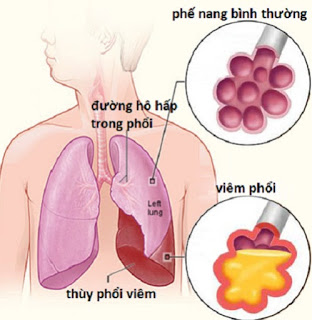 phế nang bình thường
đường hô hấp
trong phổi
Left
lung
viêm phổi
thùy phổi viêm